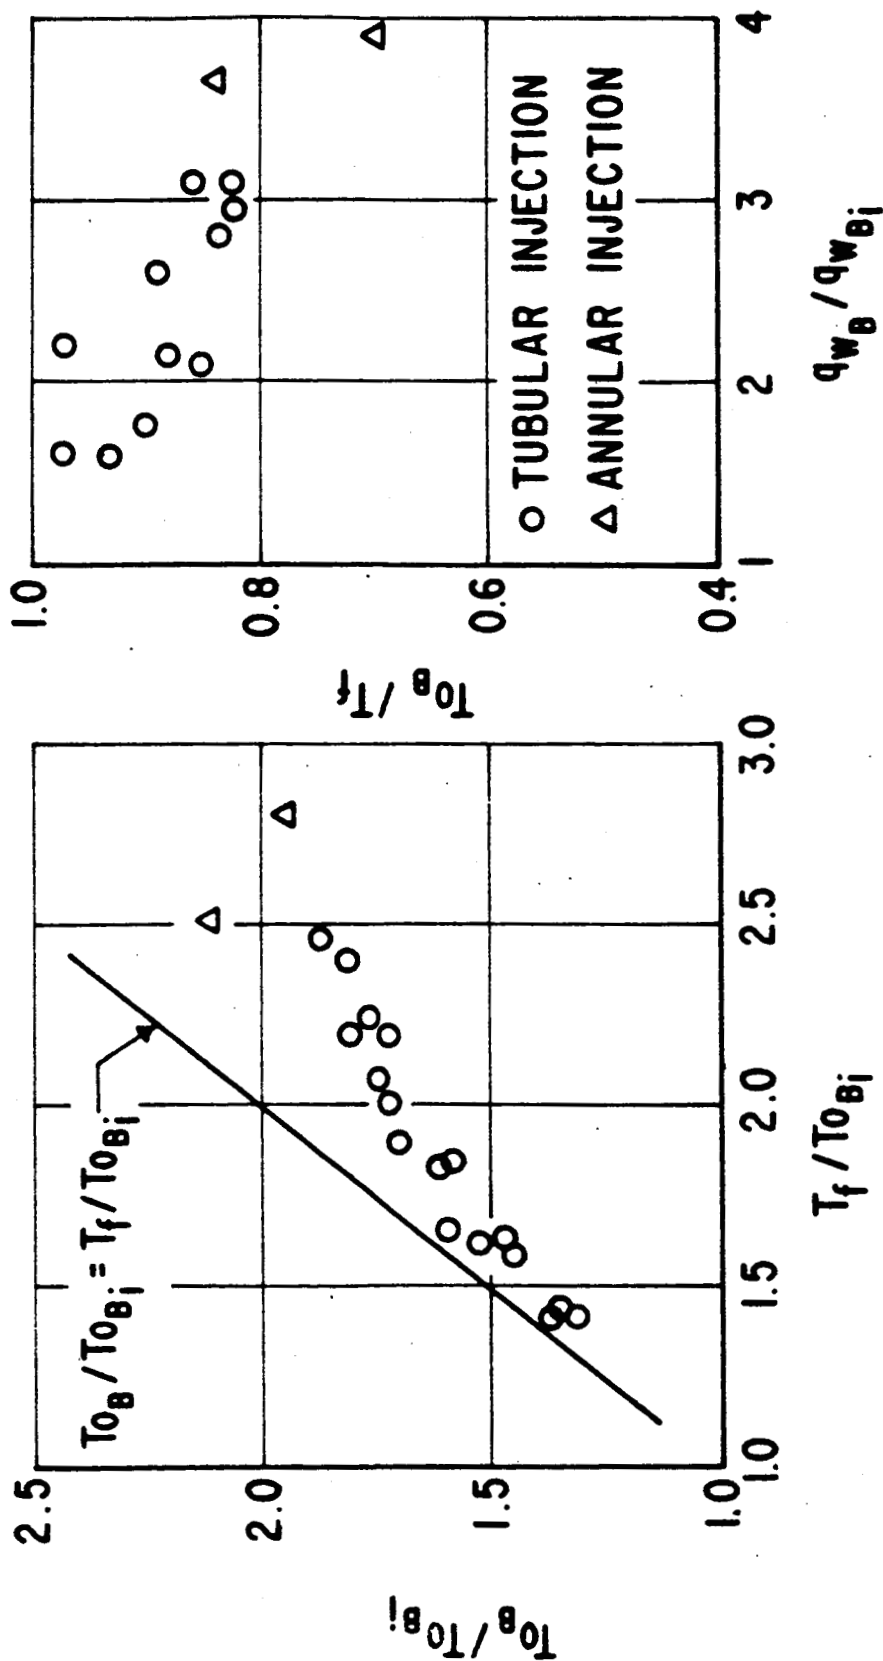 2.5
2.0
1.5
1.0
To_B/To_Bi
To_B/To_Bi = T_f/To_Bi
1.0
1.5
2.0
2.5
3.0
T_f/To_Bi
1.0
0.8
0.6
0.4
To_B/T_f
○ TUBULAR INJECTION
△ ANNULAR INJECTION
1
2
3
4
q_W_B/q_W_Bi